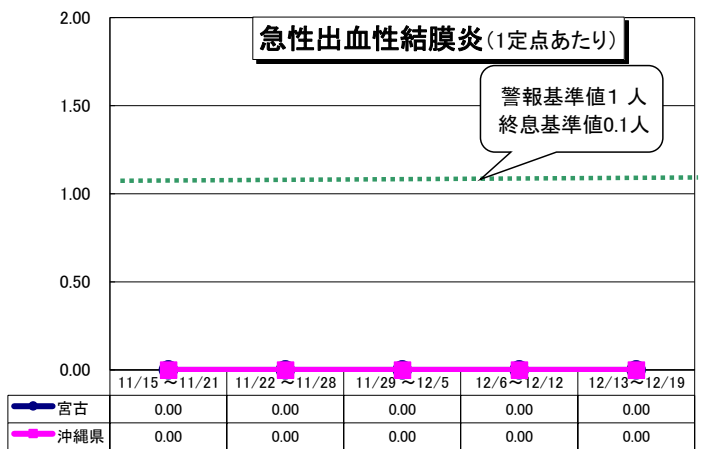 急性出血性結膜炎(1定点あたり)
警報基準値1 人
終息基準値0.1人
2.00
1.50
1.00
0.50
0.00
11/15 ~11/21 11/22 ~11/28 11/29 ~12/5 12/6~12/12 12/13~12/19
宮古 0.00 0.00 0.00 0.00 0.00
沖縄県 0.00 0.00 0.00 0.00 0.00